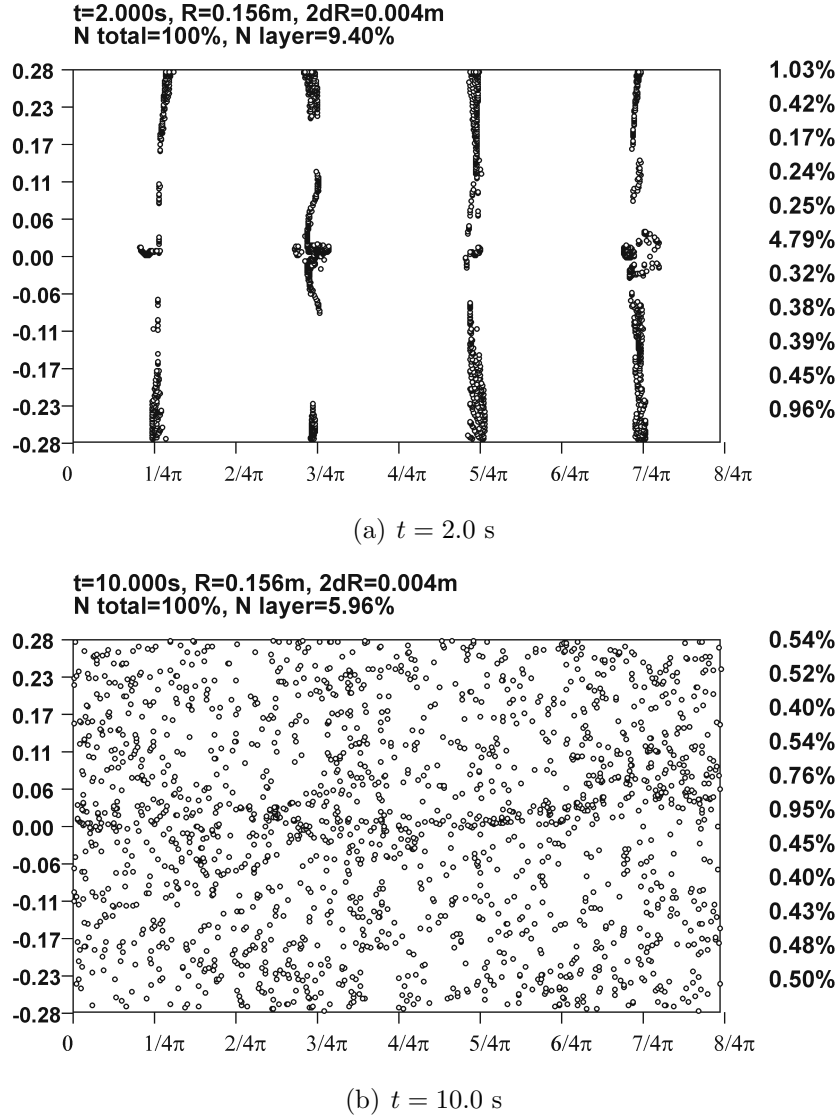 t=2.000s, R=0.156m, 2dR=0.004m
N total=100%, N layer=9.40%
0.28 1.03%
0.23 0.42%
0.17 0.17%
0.11 0.24%
0.06 0.25%
0.00 4.79%
-0.06 0.32%
-0.11 0.38%
-0.17 0.39%
-0.23 0.45%
-0.28 0.96%
0 1/4π 2/4π 3/4π 4/4π 5/4π 6/4π 7/4π 8/4π
(a) t = 2.0 s
t=10.000s, R=0.156m, 2dR=0.004m
N total=100%, N layer=5.96%
0.28 0.54%
0.23 0.52%
0.17 0.40%
0.11 0.54%
0.06 0.76%
0.00 0.95%
-0.06 0.45%
-0.11 0.40%
-0.17 0.43%
-0.23 0.48%
-0.28 0.50%
0 1/4π 2/4π 3/4π 4/4π 5/4π 6/4π 7/4π 8/4π
(b) t = 10.0 s